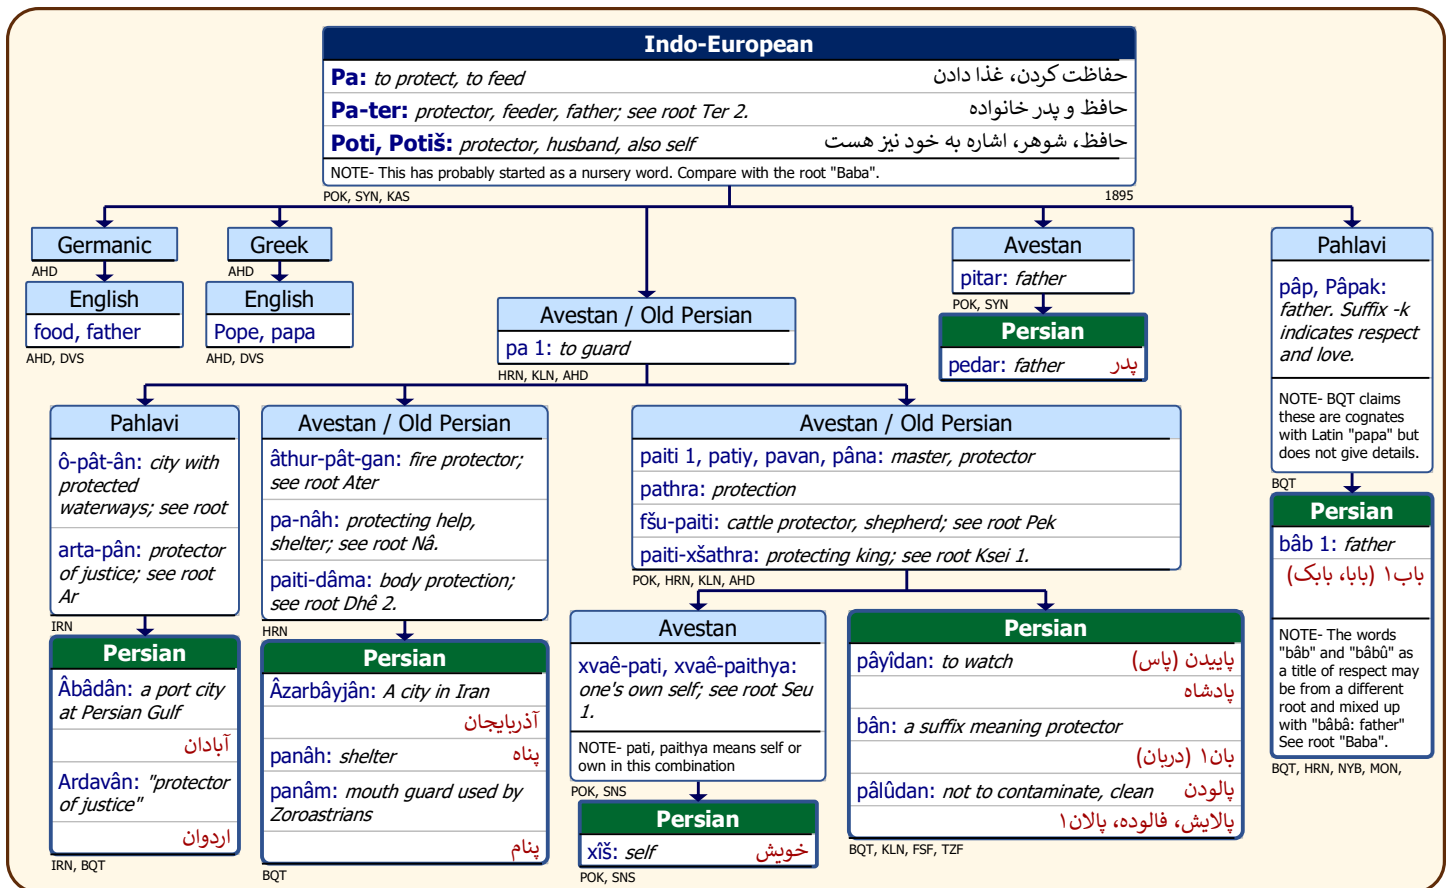 Indo-European
Pa: to protect, to feed حفاظت کردن، غذا دادن
Pa-ter: protector, feeder, father; see root Ter 2. حافظ و پدر خانواده
Poti, Potiš: protector, husband, also self حافظ، شوهر، اشاره به خود نیز هست
NOTE- This has probably started as a nursery word. Compare with the root "Baba".
POK, SYN, KAS 1895
Germanic
AHD
English
food, father
AHD, DVS
Greek
AHD
English
Pope, papa
AHD, DVS
Avestan / Old Persian
pa 1: to guard
HRN, KLN, AHD
Avestan
pitar: father
POK, SYN
Persian
pedar: father پدر
Pahlavi
pâp, Pâpak:
father. Suffix -k
indicates respect
and love.
NOTE- BQT claims
these are cognates
with Latin "papa" but
does not give details.
BQT
Persian
bâb 1: father
باب۱ (بابا، بابک)
NOTE- The words
"bâb" and "bâbû" as
a title of respect may
be from a different
root and mixed up
with "bâbâ: father"
See root "Baba".
BQT, HRN, NYB, MON,
Pahlavi
ô-pât-ân: city with
protected
waterways; see root
arta-pân: protector
of justice; see root
Ar
IRN
Persian
Âbâdân: a port city
at Persian Gulf
آبادان
Ardavân: "protector
of justice"
اردوان
IRN, BQT
Avestan / Old Persian
âthur-pât-gan: fire protector;
see root Ater
pa-nâh: protecting help,
shelter; see root Nâ.
paiti-dâma: body protection;
see root Dhê 2.
HRN
Persian
Âzarbâyjân: A city in Iran
آذربایجان
panâh: shelter پناه
panâm: mouth guard used by
Zoroastrians
پنام
BQT
Avestan / Old Persian
paiti 1, patiy, pavan, pâna: master, protector
pathra: protection
fšu-paiti: cattle protector, shepherd; see root Pek
paiti-xšathra: protecting king; see root Ksei 1.
POK, HRN, KLN, AHD
Avestan
xvaê-pati, xvaê-paithya:
one's own self; see root Seu
1.
NOTE- pati, paithya means self or
own in this combination
POK, SNS
Persian
xîš: self خویش
POK, SNS
Persian
pâyîdan: to watch پاییدن (پاس)
پادشاه
bân: a suffix meaning protector
بان۱ (دربان)
pâlûdan: not to contaminate, clean پالودن
پالایش، فالوده، پالان۱
BQT, KLN, FSF, TZF